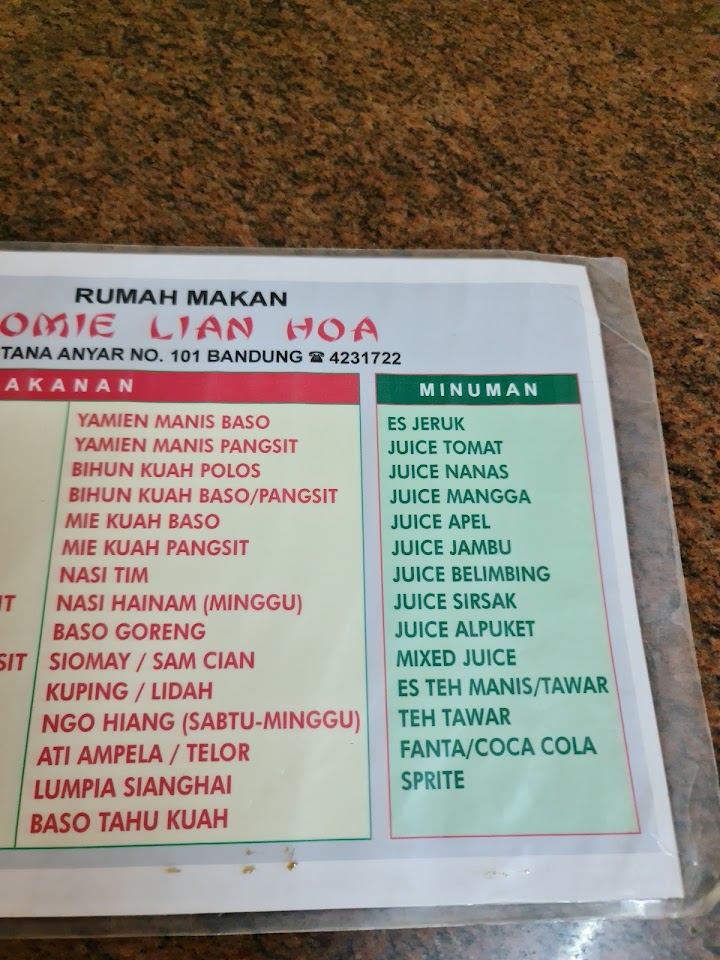 RUMAH MAKAN
OMIE LIAN HOA
TANA ANYAR NO. 101 BANDUNG ☎ 4231722
AKANAN
YAMIEN MANIS BASO
YAMIEN MANIS PANGSIT
BIHUN KUAH POLOS
BIHUN KUAH BASO/PANGSIT
MIE KUAH BASO
MIE KUAH PANGSIT
NASI TIM
IT NASI HAINAM (MINGGU)
BASO GORENG
SIT SIOMAY / SAM CIAN
KUPING / LIDAH
NGO HIANG (SABTU-MINGGU)
ATI AMPELA / TELOR
LUMPIA SIANGHAI
BASO TAHU KUAH
MINUMAN
ES JERUK
JUICE TOMAT
JUICE NANAS
JUICE MANGGA
JUICE APEL
JUICE JAMBU
JUICE BELIMBING
JUICE SIRSAK
JUICE ALPUKET
MIXED JUICE
ES TEH MANIS/TAWAR
TEH TAWAR
FANTA/COCA COLA
SPRITE